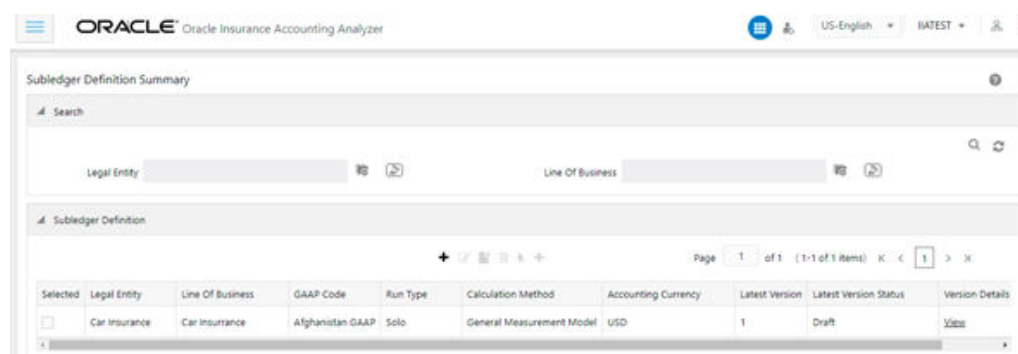 ORACLE Oracle Insurance Accounting Analyzer US-English IIATEST
Subledger Definition Summary
Search
Legal Entity Line Of Business
Subledger Definition
Page 1 of 1 (1-1 of 1 items) K < 1 > X
Selected Legal Entity Line Of Business GAAP Code Run Type Calculation Method Accounting Currency Latest Version Latest Version Status Version Details
Car Insurance Car Insurrance Afghanistan GAAP Solo General Measurement Model USD 1 Draft View